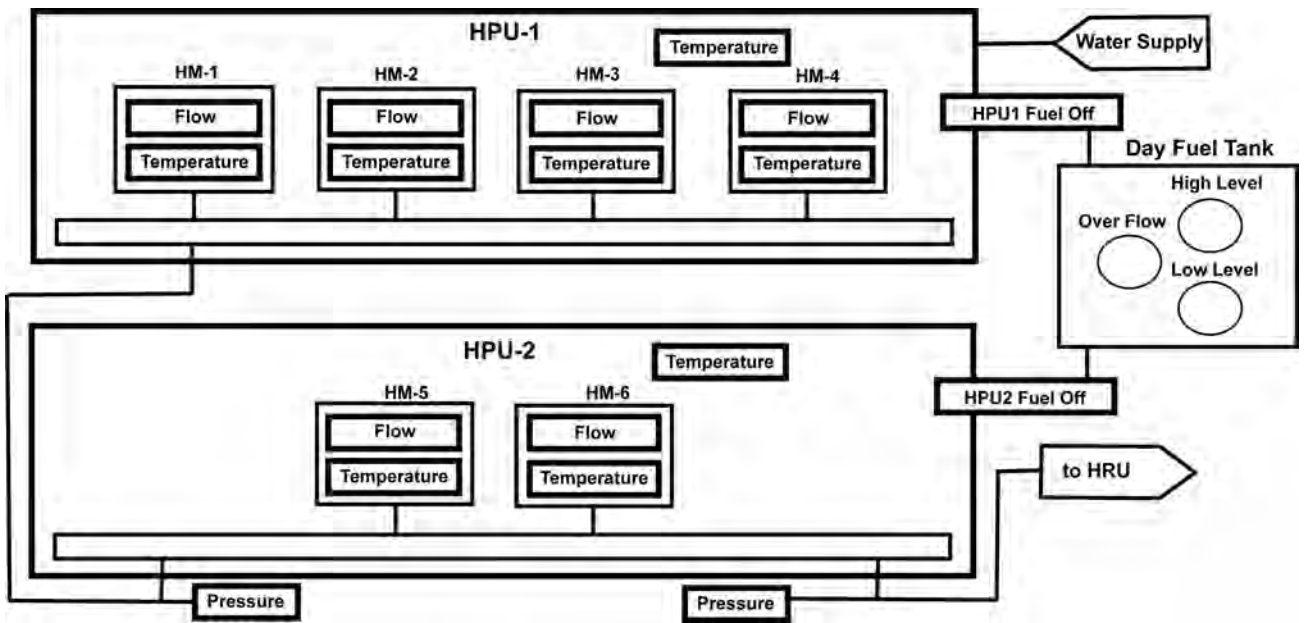 HPU-1
Temperature
Water Supply
HM-1
HM-2
HM-3
HM-4
Flow
Flow
Flow
Flow
Temperature
Temperature
Temperature
Temperature
HPU1 Fuel Off
Day Fuel Tank
High Level
Over Flow
Low Level
HPU-2
Temperature
HM-5
HM-6
HPU2 Fuel Off
Flow
Flow
Temperature
Temperature
to HRU
Pressure
Pressure